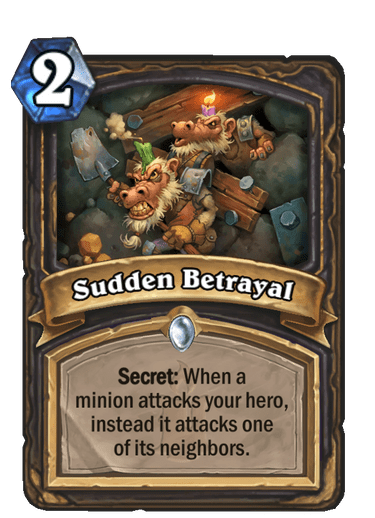 2
Sudden Betrayal
Secret: When a
minion attacks your hero,
instead it attacks one
of its neighbors.